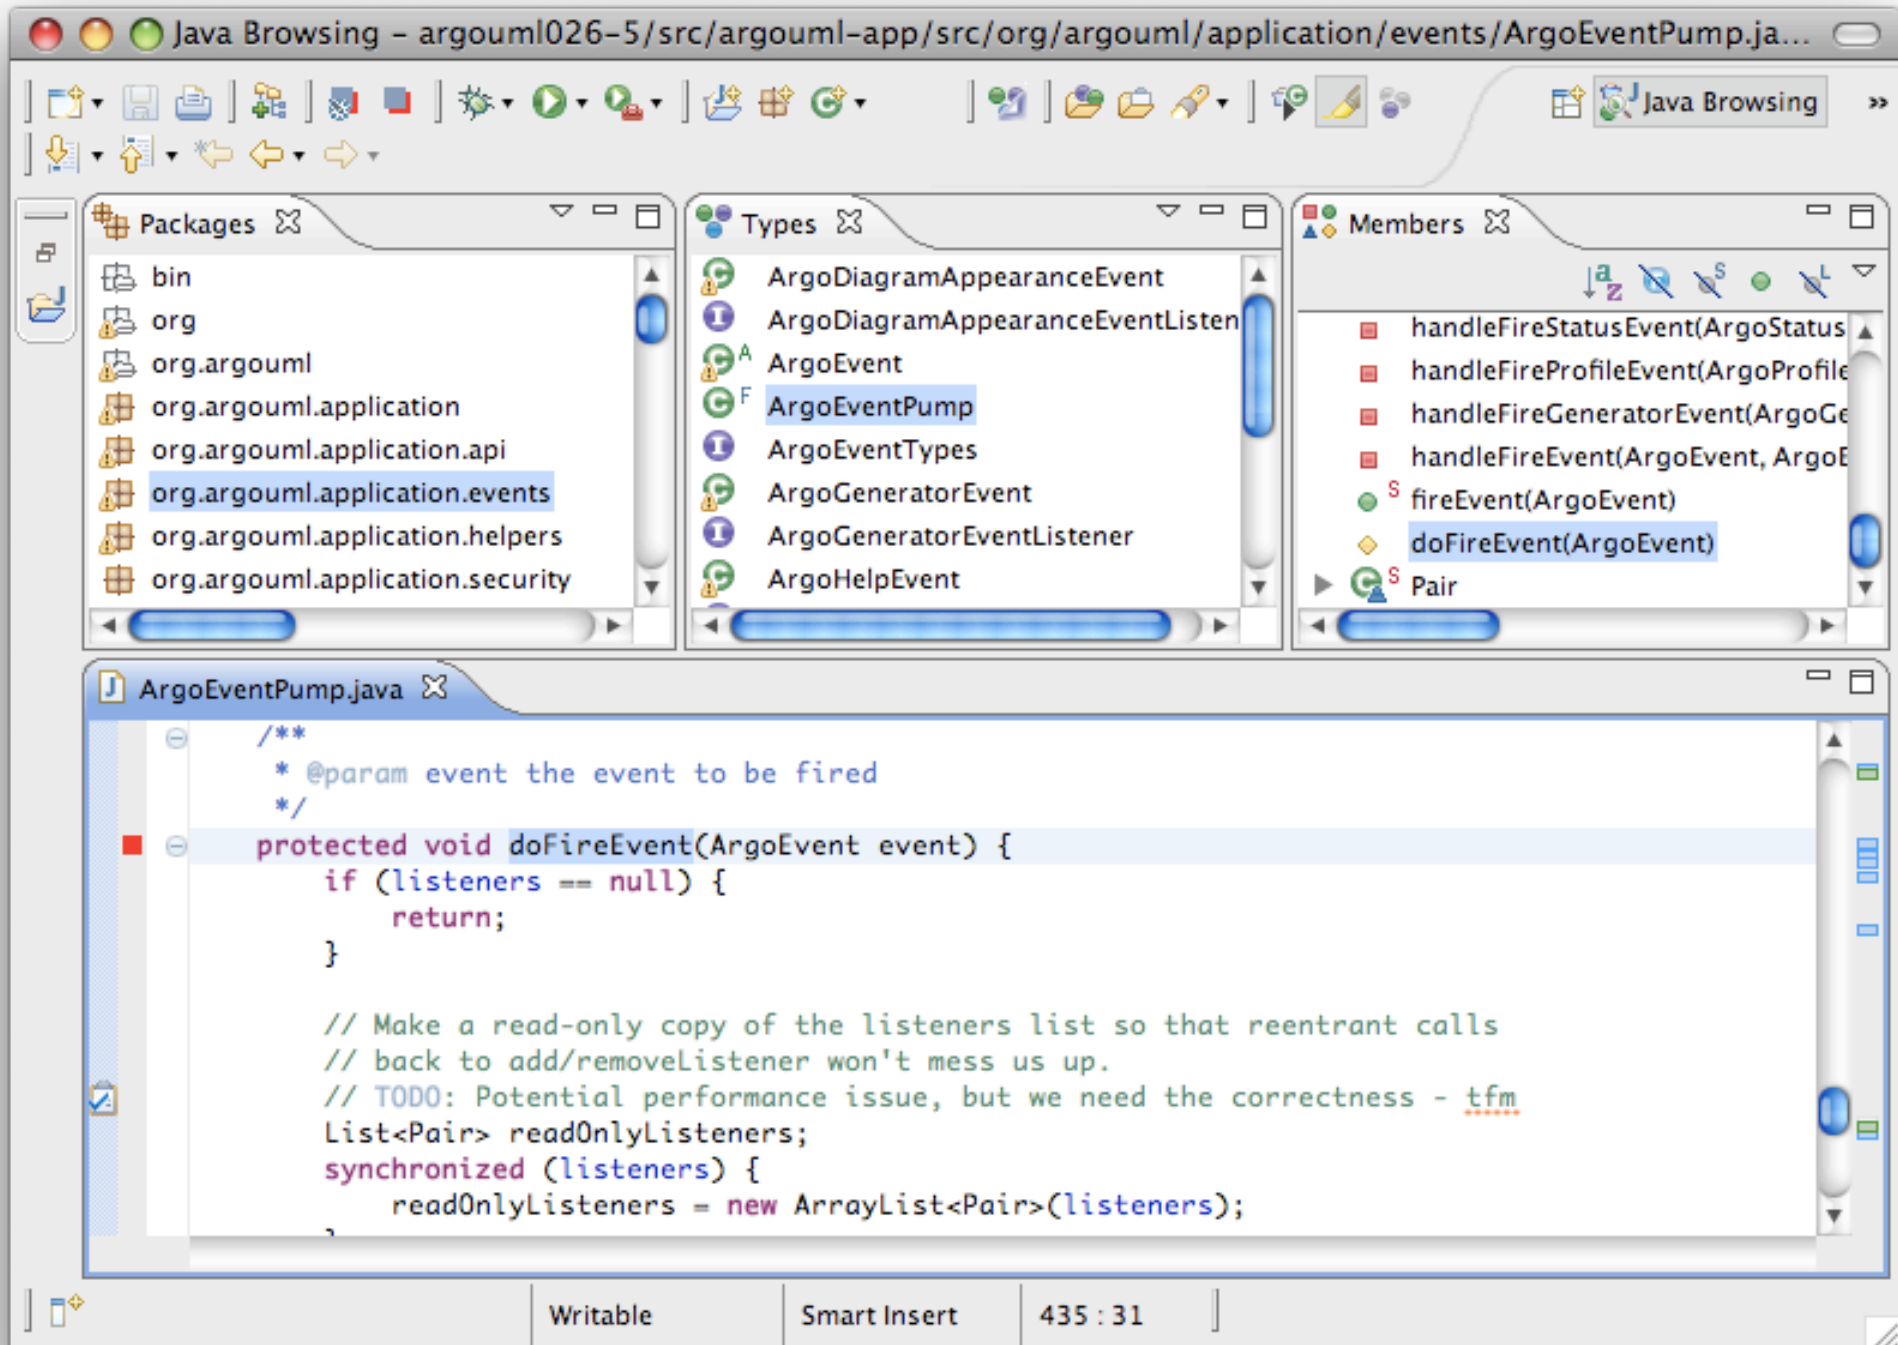 Java Browsing – argouml026–5/src/argouml–app/src/org/argouml/application/events/ArgoEventPump.ja...
Java Browsing
Packages
bin
org
org.argouml
org.argouml.application
org.argouml.application.api
org.argouml.application.events
org.argouml.application.helpers
org.argouml.application.security
Types
ArgoDiagramAppearanceEvent
ArgoDiagramAppearanceEventListen
ArgoEvent
ArgoEventPump
ArgoEventTypes
ArgoGeneratorEvent
ArgoGeneratorEventListener
ArgoHelpEvent
Members
handleFireStatusEvent(ArgoStatus
handleFireProfileEvent(ArgoProfile
handleFireGeneratorEvent(ArgoGe
handleFireEvent(ArgoEvent, ArgoE
fireEvent(ArgoEvent)
doFireEvent(ArgoEvent)
Pair
ArgoEventPump.java
/**
* @param event the event to be fired
*/
protected void doFireEvent(ArgoEvent event) {
if (listeners == null) {
return;
}
// Make a read-only copy of the listeners list so that reentrant calls
// back to add/removeListener won't mess us up.
// TODO: Potential performance issue, but we need the correctness - tfm
List<Pair> readOnlyListeners;
synchronized (listeners) {
readOnlyListeners = new ArrayList<Pair>(listeners);
Writable
Smart Insert
435 : 31